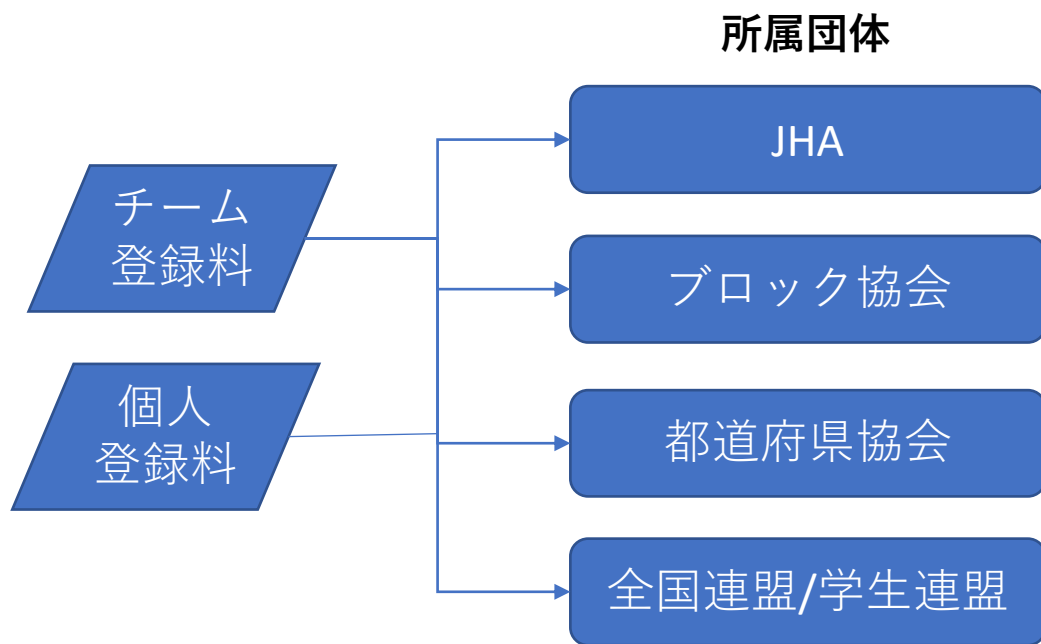 所属団体
JHA
チーム
登録料
ブロック協会
個人
登録料
都道府県協会
全国連盟/学生連盟